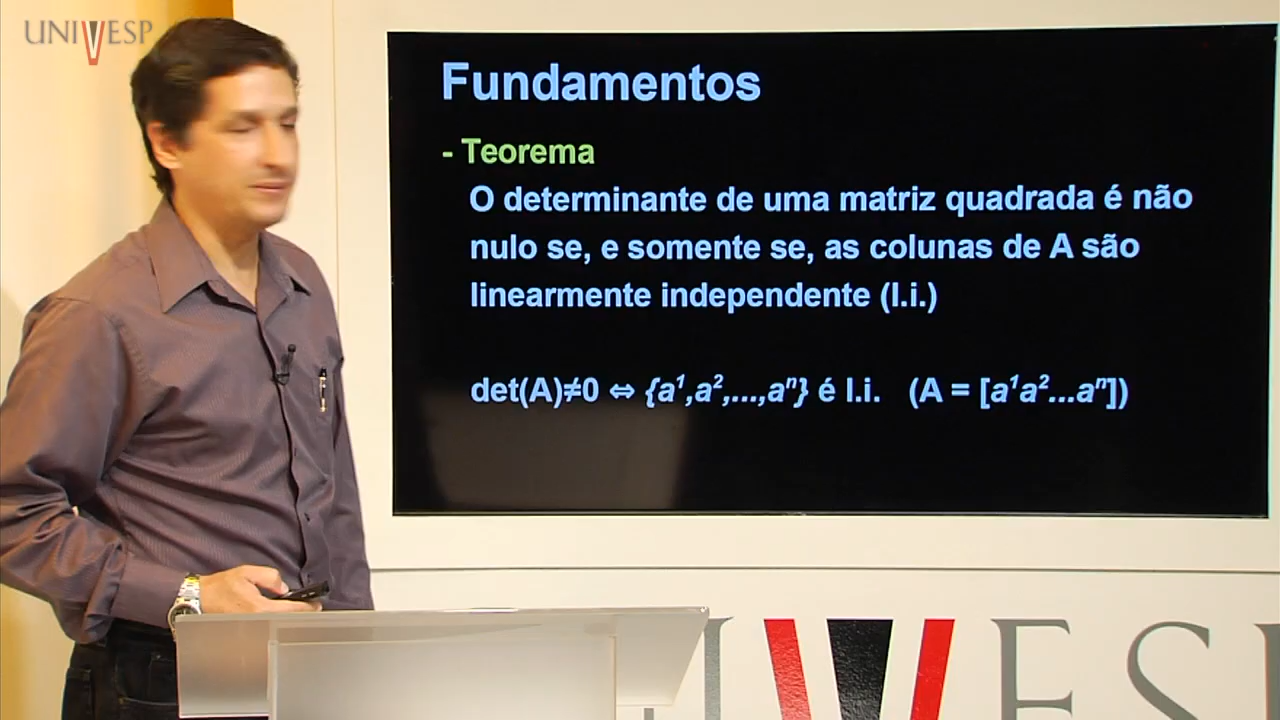 UNIVESP
Fundamentos
- Teorema
O determinante de uma matriz quadrada é não
nulo se, e somente se, as colunas de A são
linearmente independente (l.i.)
det(A)≠0 ⇔ {a¹,a²,...,aⁿ} é l.i. (A = [a¹a²...aⁿ])
UNIVESP